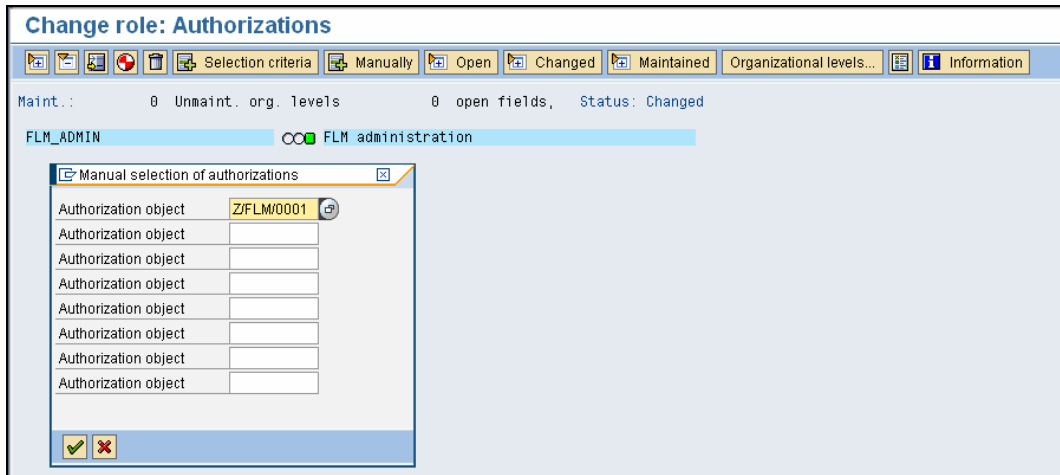 Change role: Authorizations
Selection criteria Manually Open Changed Maintained Organizational levels... Information
Maint.: 0 Unmaint. org. levels 0 open fields, Status: Changed
FLM_ADMIN FLM administration
Manual selection of authorizations
Authorization object Z/FLM/0001
Authorization object
Authorization object
Authorization object
Authorization object
Authorization object
Authorization object
Authorization object